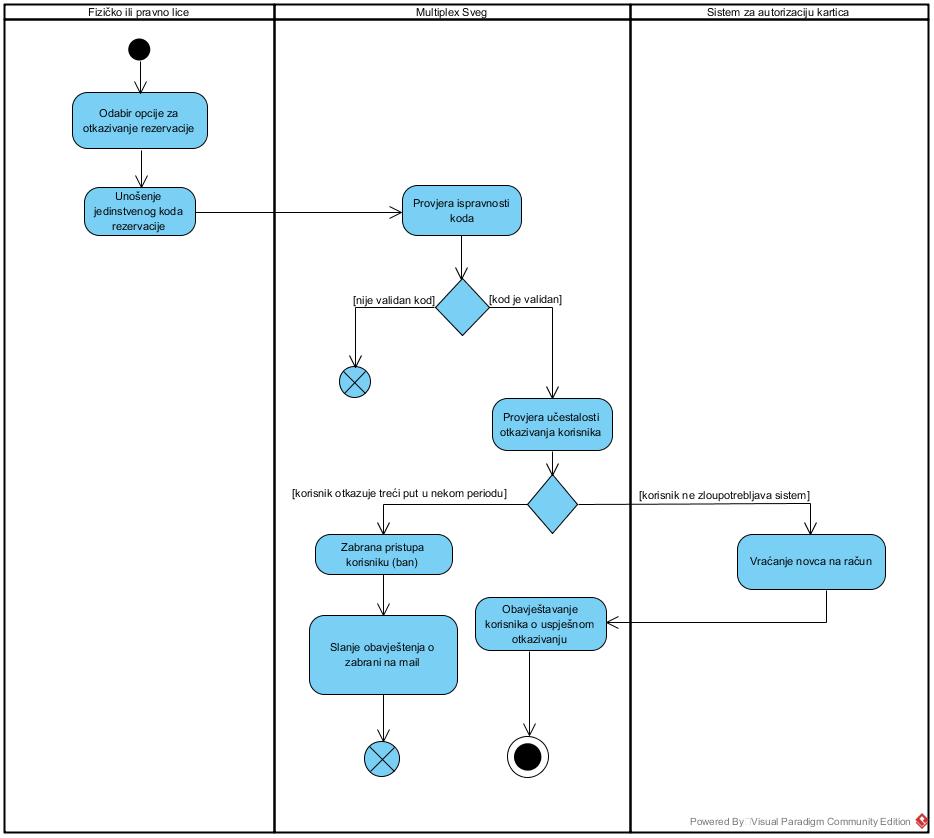 Fizičko ili pravno lice
Multiplex Sveg
Sistem za autorizaciju kartica
Odabir opcije za
otkazivanje rezervacije
Unošenje
jedinstvenog koda
rezervacije
Provjera ispravnosti
koda
[nije validan kod]
[kod je validan]
Provjera učestalosti
otkazivanja korisnika
[korisnik otkazuje treći put u nekom periodu]
[korisnik ne zloupotrebljava sistem]
Zabrana pristupa
korisniku (ban)
Vraćanje novca na račun
Obavještavanje
korisnika o uspješnom
otkazivanju
Slanje obavještenja o
zabrani na mail
Powered By Visual Paradigm Community Edition